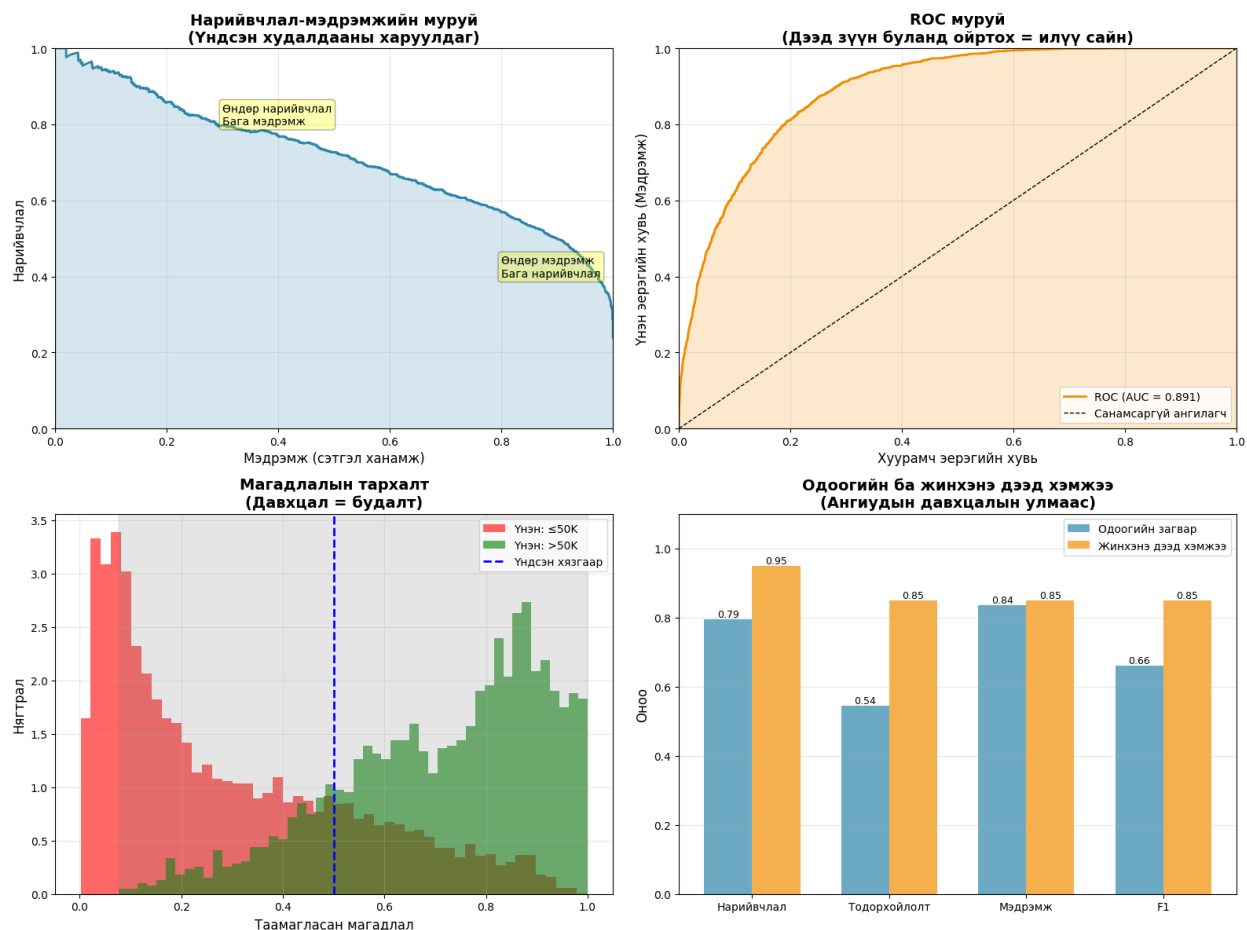 Нарийвчлал-мэдрэмжийн муруй
(Үндсэн худалдааны харуулдаг)
1.0
0.8
0.6
0.4
0.2
0.0
Нарийвчлал
Өндөр нарийвчлал
Бага мэдрэмж
Өндөр мэдрэмж
Бага нарийвчлал
0.0 0.2 0.4 0.6 0.8 1.0
Мэдрэмж (сэтгэл ханамж)
ROC муруй
(Дээд зүүн буланд ойртох = илүү сайн)
1.0
0.8
0.6
0.4
0.2
0.0
Үнэн эерэгийн хувь (Мэдрэмж)
ROC (AUC = 0.891)
Санамсаргүй ангилагч
0.0 0.2 0.4 0.6 0.8 1.0
Хуурамч эерэгийн хувь
Магадлалын тархалт
(Давхцал = будалт)
3.5
3.0
2.5
2.0
1.5
1.0
0.5
0.0
Нягтрал
Үнэн: ≤50K
Үнэн: >50K
Үндсэн хязгаар
0.0 0.2 0.4 0.6 0.8 1.0
Таамагласан магадлал
Одоогийн ба жинхэнэ дээд хэмжээ
(Ангиудын давхцалын улмаас)
1.0
0.8
0.6
0.4
0.2
0.0
Оноо
Одоогийн загвар
Жинхэнэ дээд хэмжээ
0.79 0.95 0.54 0.85 0.84 0.85 0.66 0.85
Нарийвчлал Тодорхойлолт Мэдрэмж F1